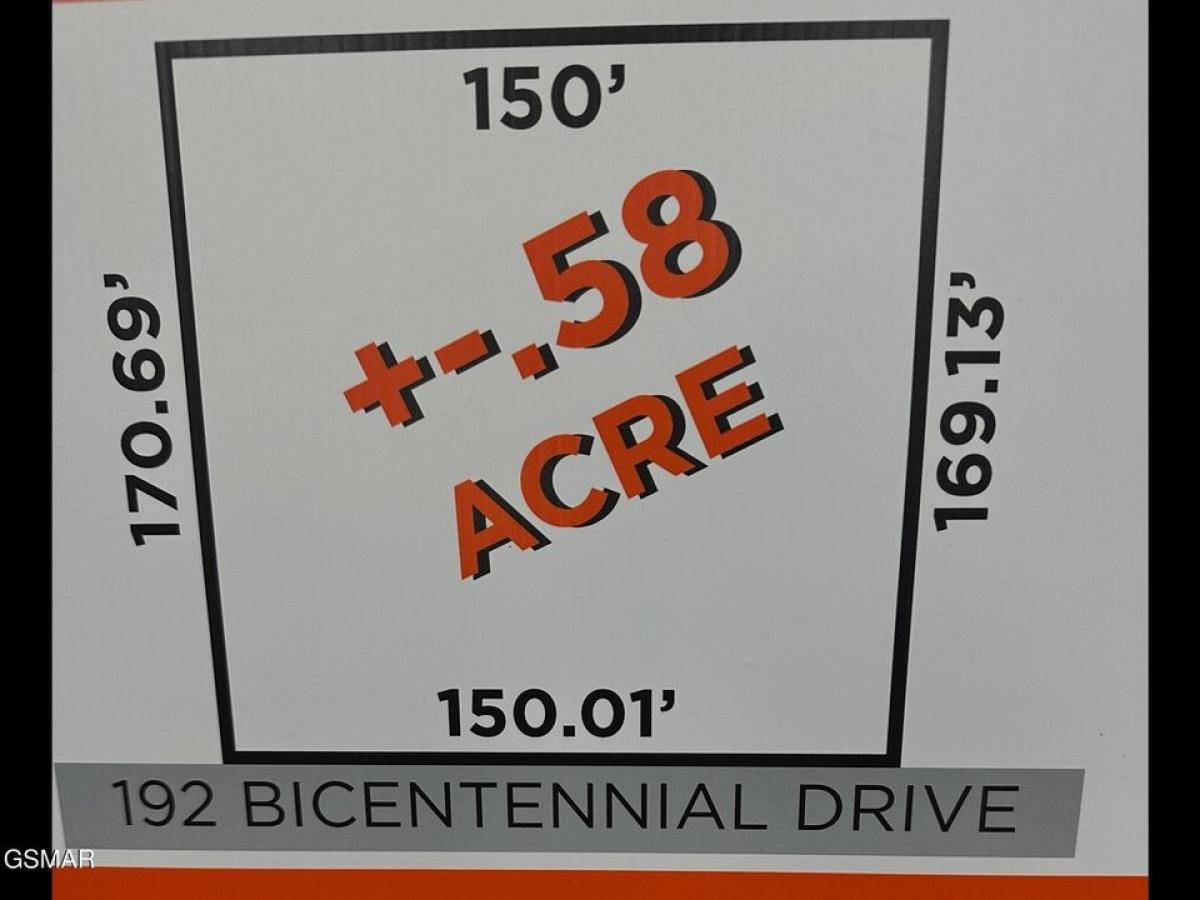 150’
+-.58
ACRE
170.69’
169.13’
150.01’
192 BICENTENNIAL DRIVE
GSMAR